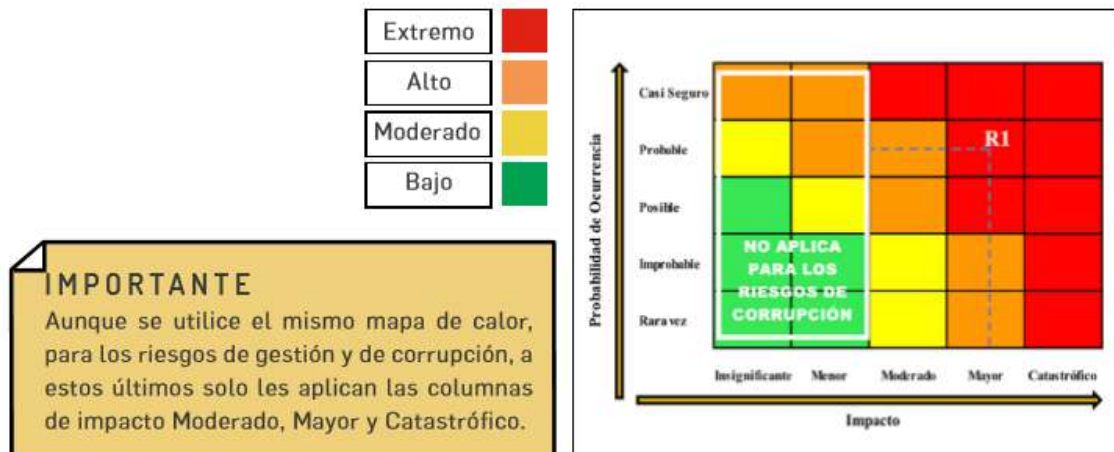 Extremo
Alto
Moderado
Bajo
IMPORTANTE
Aunque se utilice el mismo mapa de calor,
para los riesgos de gestión y de corrupción, a
estos últimos solo les aplican las columnas
de impacto Moderado, Mayor y Catastrófico.
Probabilidad de Ocurrencia
Casi Seguro
Probable
Posible
Improbable
Rara vez
R1
NO APLICA
PARA LOS
RIESGOS DE
CORRUPCIÓN
Insignificante Menor Moderado Mayor Catastrófico
Impacto